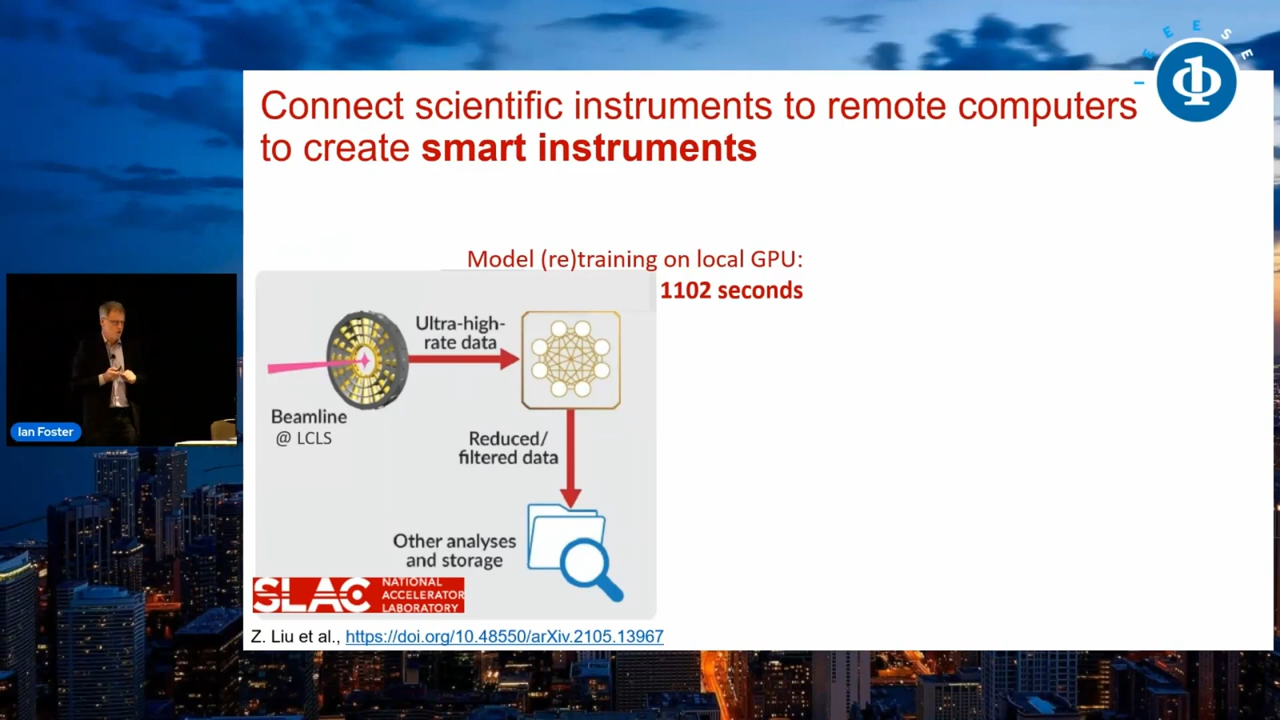 I E E E S E
Connect scientific instruments to remote computers
to create smart instruments
Model (re)training on local GPU:
1102 seconds
Ultra-high-
rate data
Beamline
@ LCLS
Reduced/
filtered data
Other analyses
and storage
SLAC NATIONAL
ACCELERATOR
LABORATORY
Z. Liu et al., https://doi.org/10.48550/arXiv.2105.13967
Ian Foster